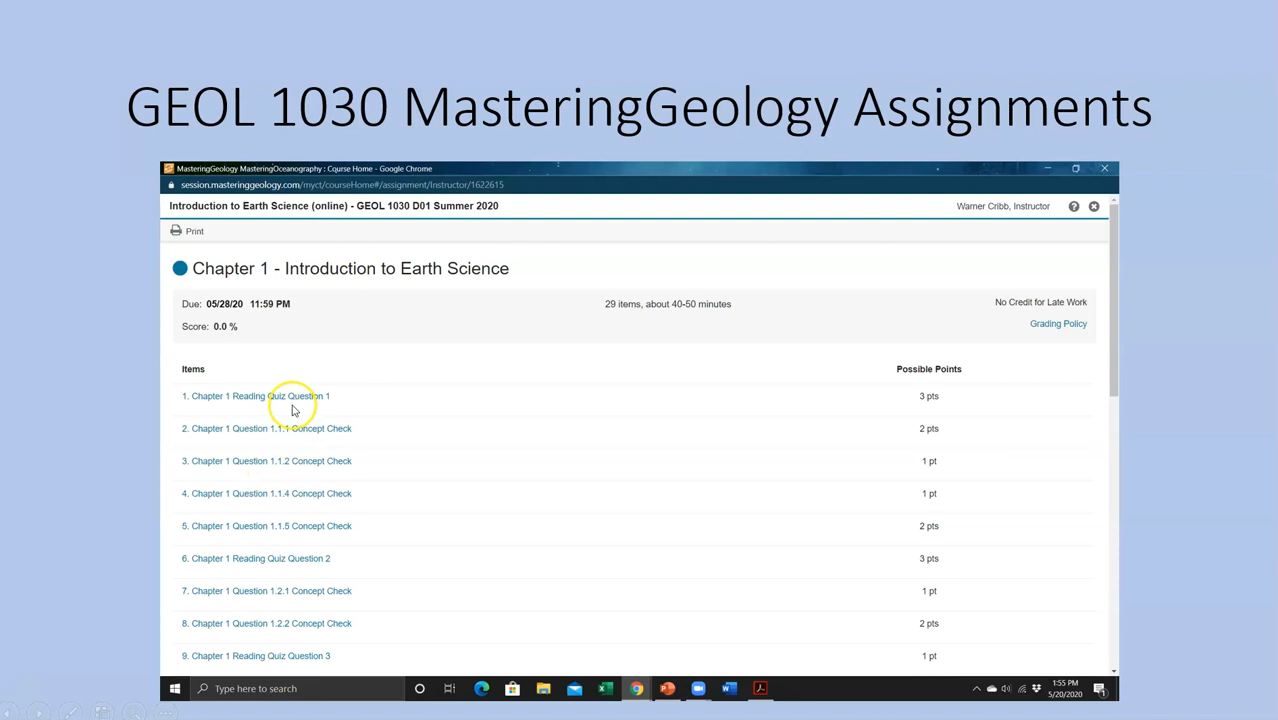 GEOL 1030 MasteringGeology Assignments
MasteringGeology MasteringOceanography : Course Home - Google Chrome
session.masteringgeology.com/myct/courseHome#/assignment/Instructor/1622615
Introduction to Earth Science (online) - GEOL 1030 D01 Summer 2020 Warner Cribb, Instructor ?
Print
Chapter 1 - Introduction to Earth Science
Due: 05/28/20 11:59 PM 29 items, about 40-50 minutes No Credit for Late Work
Score: 0.0 % Grading Policy
Items Possible Points
1. Chapter 1 Reading Quiz Question 1 3 pts
2. Chapter 1 Question 1.1.1 Concept Check 2 pts
3. Chapter 1 Question 1.1.2 Concept Check 1 pt
4. Chapter 1 Question 1.1.4 Concept Check 1 pt
5. Chapter 1 Question 1.1.5 Concept Check 2 pts
6. Chapter 1 Reading Quiz Question 2 3 pts
7. Chapter 1 Question 1.2.1 Concept Check 1 pt
8. Chapter 1 Question 1.2.2 Concept Check 2 pts
9. Chapter 1 Reading Quiz Question 3 1 pt
Type here to search 1:55 PM
5/20/2020